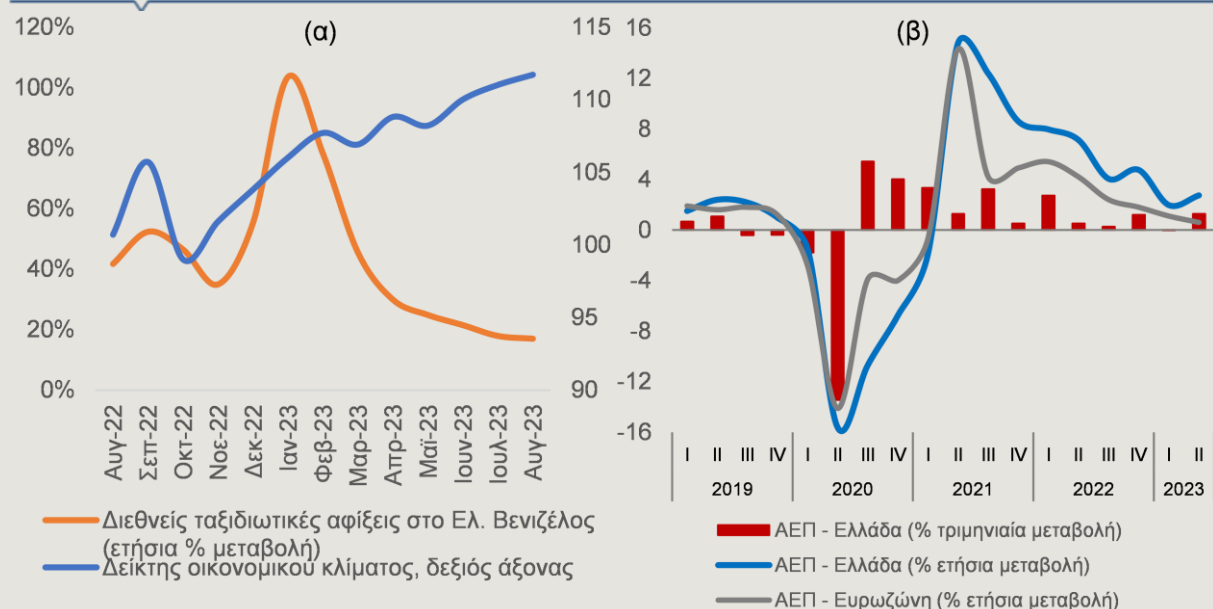 (α)
120%
100%
80%
60%
40%
20%
0%
115
110
105
100
95
90
Αυγ-22
Σεπ-22
Οκτ-22
Νοε-22
Δεκ-22
Ιαν-23
Φεβ-23
Μαρ-23
Απρ-23
Μαϊ-23
Ιουν-23
Ιουλ-23
Αυγ-23
Διεθνείς ταξιδιωτικές αφίξεις στο Ελ. Βενιζέλος
(ετήσια % μεταβολή)
Δείκτης οικονομικού κλίματος, δεξιός άξονας
(β)
16
12
8
4
0
-4
-8
-12
-16
I II III IV I II III IV I II III IV I II III IV I II
2019 2020 2021 2022 2023
ΑΕΠ - Ελλάδα (% τριμηνιαία μεταβολή)
ΑΕΠ - Ελλάδα (% ετήσια μεταβολή)
ΑΕΠ - Ευρωζώνη (% ετήσια μεταβολή)